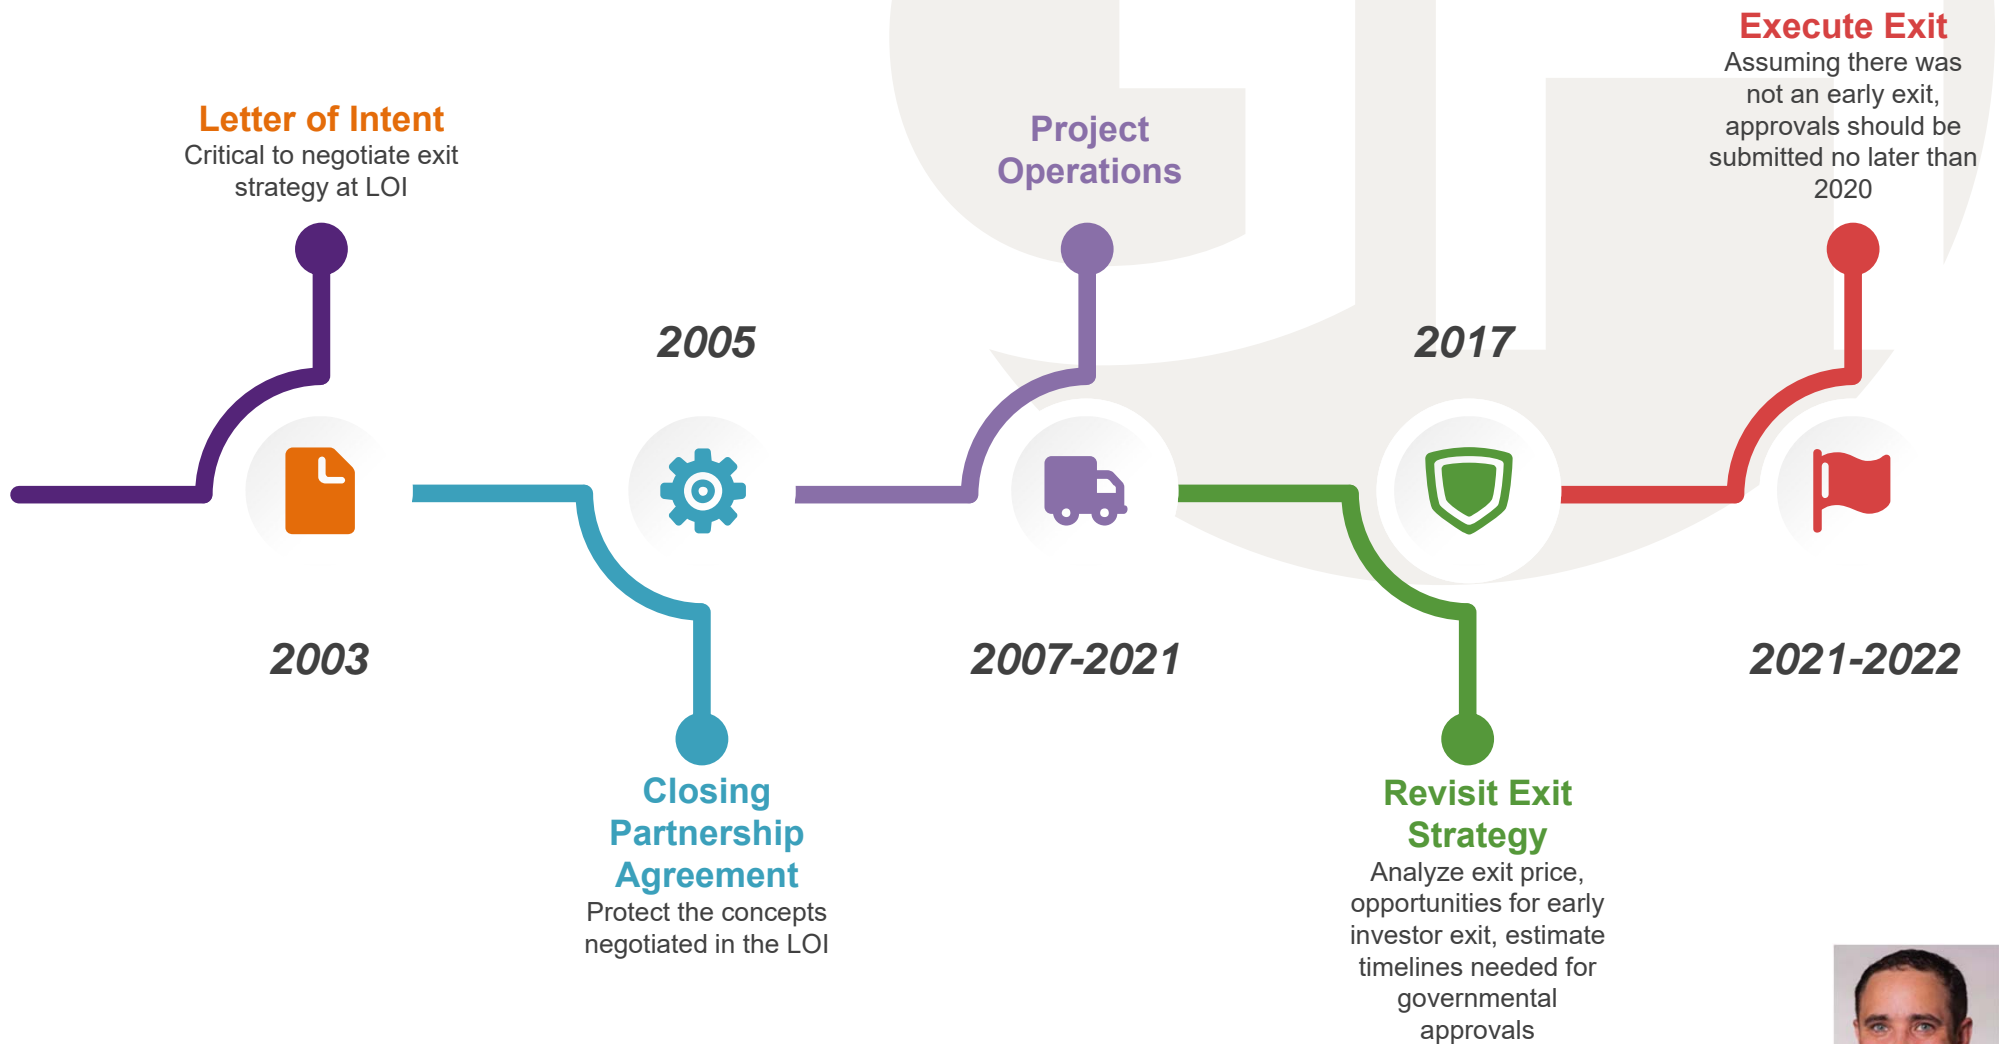 Letter of Intent
Critical to negotiate exit
strategy at LOI
2003
2005
Closing
Partnership
Agreement
Protect the concepts
negotiated in the LOI
Project
Operations
2007-2021
2017
Revisit Exit
Strategy
Analyze exit price,
opportunities for early
investor exit, estimate
timelines needed for
governmental
approvals
Execute Exit
Assuming there was
not an early exit,
approvals should be
submitted no later than
2020
2021-2022